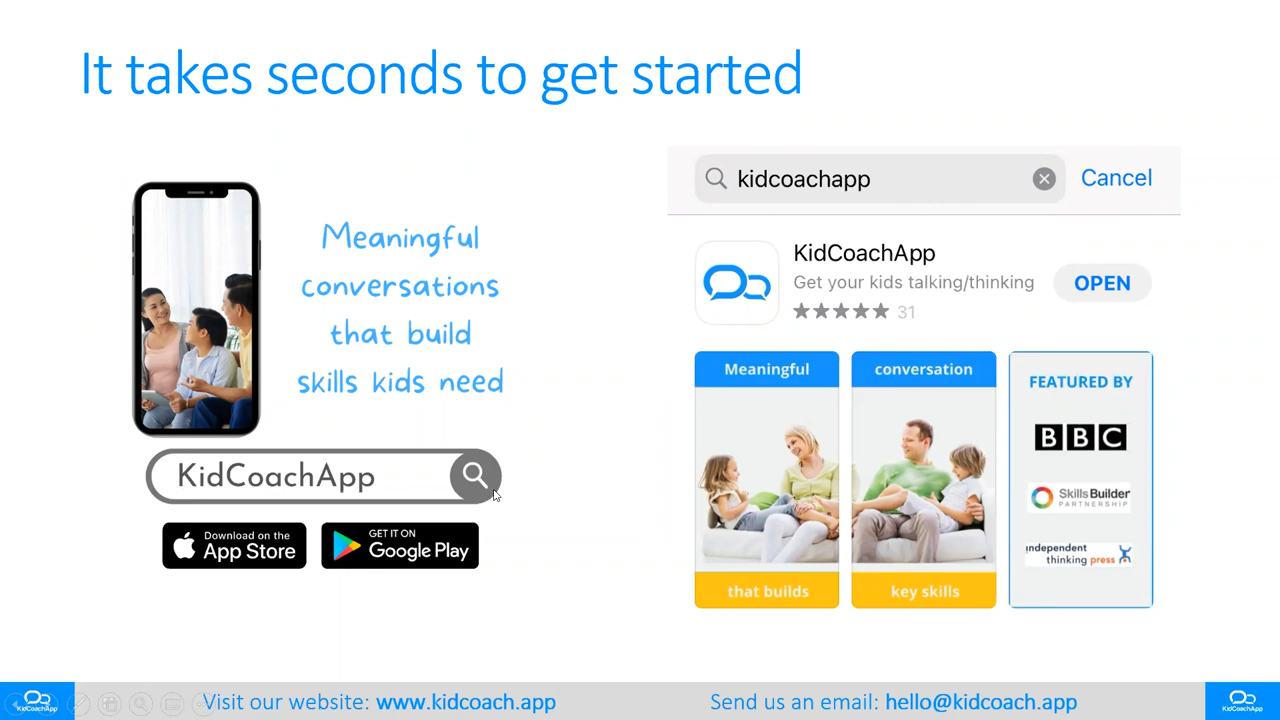 It takes seconds to get started
Meaningful
conversations
that build
skills kids need
KidCoachApp
Download on the
App Store
GET IT ON
Google Play
kidcoachapp
Cancel
KidCoachApp
Get your kids talking/thinking
OPEN
31
Meaningful
that builds
conversation
key skills
FEATURED BY
BBC
SkillsBuilder
PARTNERSHIP
independent
thinking press
KidCoachApp
Visit our website: www.kidcoach.app
Send us an email: hello@kidcoach.app
KidCoachApp